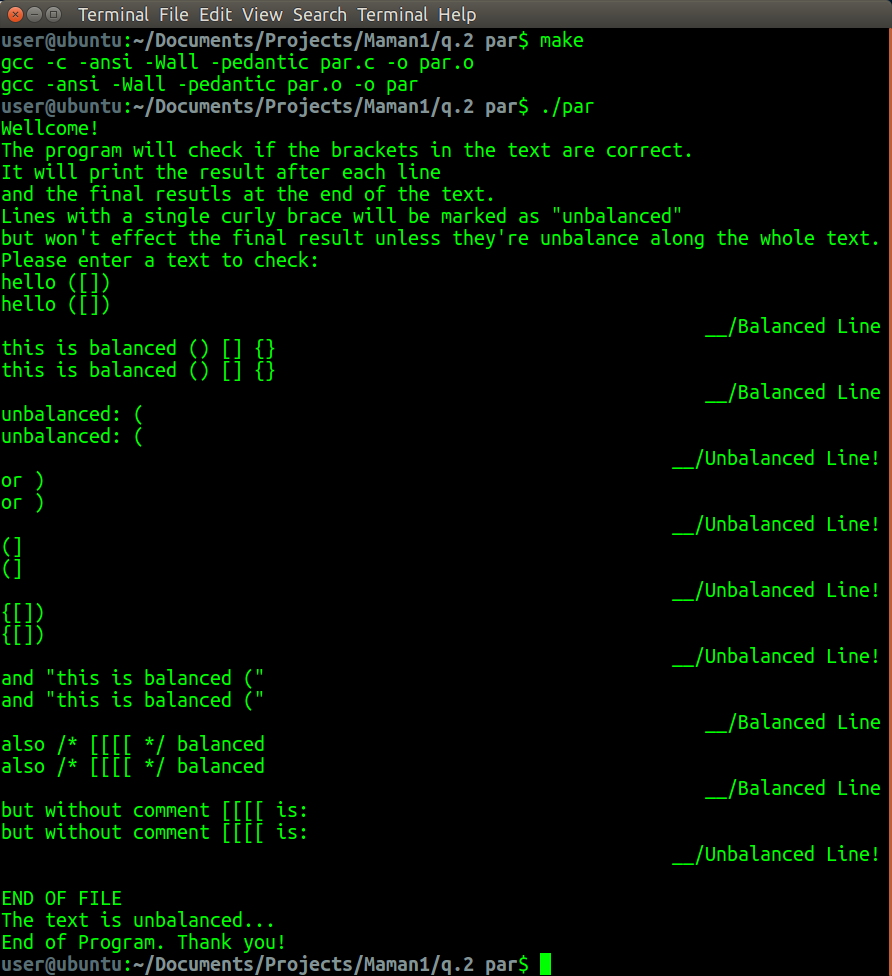 Terminal File Edit View Search Terminal Help
user@ubuntu:~/Documents/Projects/Maman1/q.2 par$ make
gcc -c -ansi -Wall -pedantic par.c -o par.o
gcc -ansi -Wall -pedantic par.o -o par
user@ubuntu:~/Documents/Projects/Maman1/q.2 par$ ./par
Wellcome!
The program will check if the brackets in the text are correct.
It will print the result after each line
and the final resutls at the end of the text.
Lines with a single curly brace will be marked as "unbalanced"
but won't effect the final result unless they're unbalance along the whole text.
Please enter a text to check:
hello ([])
hello ([])
__/Balanced Line
this is balanced () [] {}
this is balanced () [] {}
__/Balanced Line
unbalanced: (
unbalanced: (
__/Unbalanced Line!
or )
or )
__/Unbalanced Line!
(]
(]
__/Unbalanced Line!
{[])
{[])
__/Unbalanced Line!
and "this is balanced ("
and "this is balanced ("
__/Balanced Line
also /* [[[[ */ balanced
also /* [[[[ */ balanced
__/Balanced Line
but without comment [[[[ is:
but without comment [[[[ is:
__/Unbalanced Line!
END OF FILE
The text is unbalanced...
End of Program. Thank you!
user@ubuntu:~/Documents/Projects/Maman1/q.2 par$